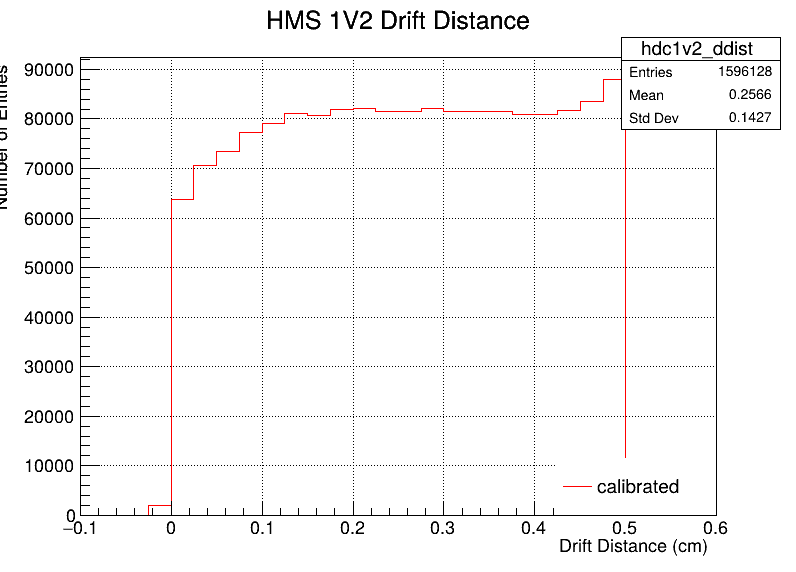 HMS 1V2 Drift Distance
hdc1v2_ddist
Entries 1596128
Mean 0.2566
Std Dev 0.1427
Number of Entries
90000
80000
70000
60000
50000
40000
30000
20000
10000
0
calibrated
−0.1 0 0.1 0.2 0.3 0.4 0.5 0.6
Drift Distance (cm)